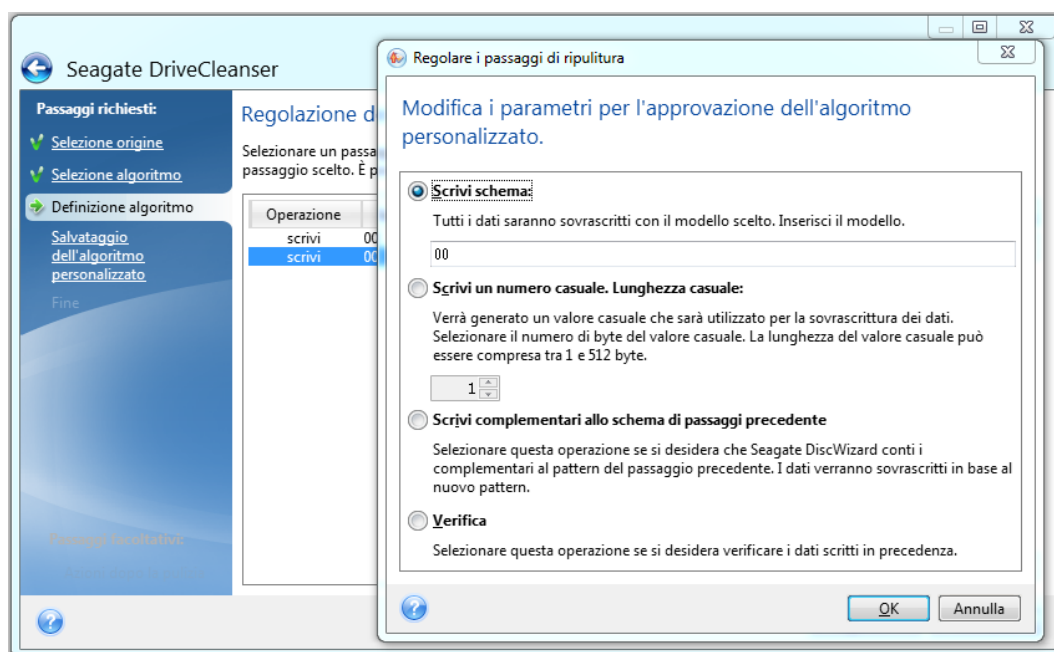 Seagate DriveCleanser
Passaggi richiesti:
Selezione origine
Selezione algoritmo
Definizione algoritmo
Salvataggio
dell'algoritmo
personalizzato
Fine
Passaggi facoltativi:
Regolazione d
Selezionare un passa
passaggio scelto. È p
Operazione
scrivi 00
scrivi 00
Regolare i passaggi di ripulitura
Modifica i parametri per l'approvazione dell'algoritmo
personalizzato.
Scrivi schema:
Tutti i dati saranno sovrascritti con il modello scelto. Inserisci il modello.
00
Scrivi un numero casuale. Lunghezza casuale:
Verrà generato un valore casuale che sarà utilizzato per la sovrascrittura dei dati.
Selezionare il numero di byte del valore casuale. La lunghezza del valore casuale può
essere compresa tra 1 e 512 byte.
1
Scrivi complementari allo schema di passaggi precedente
Selezionare questa operazione se si desidera che Seagate DiscWizard conti i
complementari al pattern del passaggio precedente. I dati verranno sovrascritti in base al
nuovo pattern.
Verifica
Selezionare questa operazione se si desidera verificare i dati scritti in precedenza.
OK
Annulla